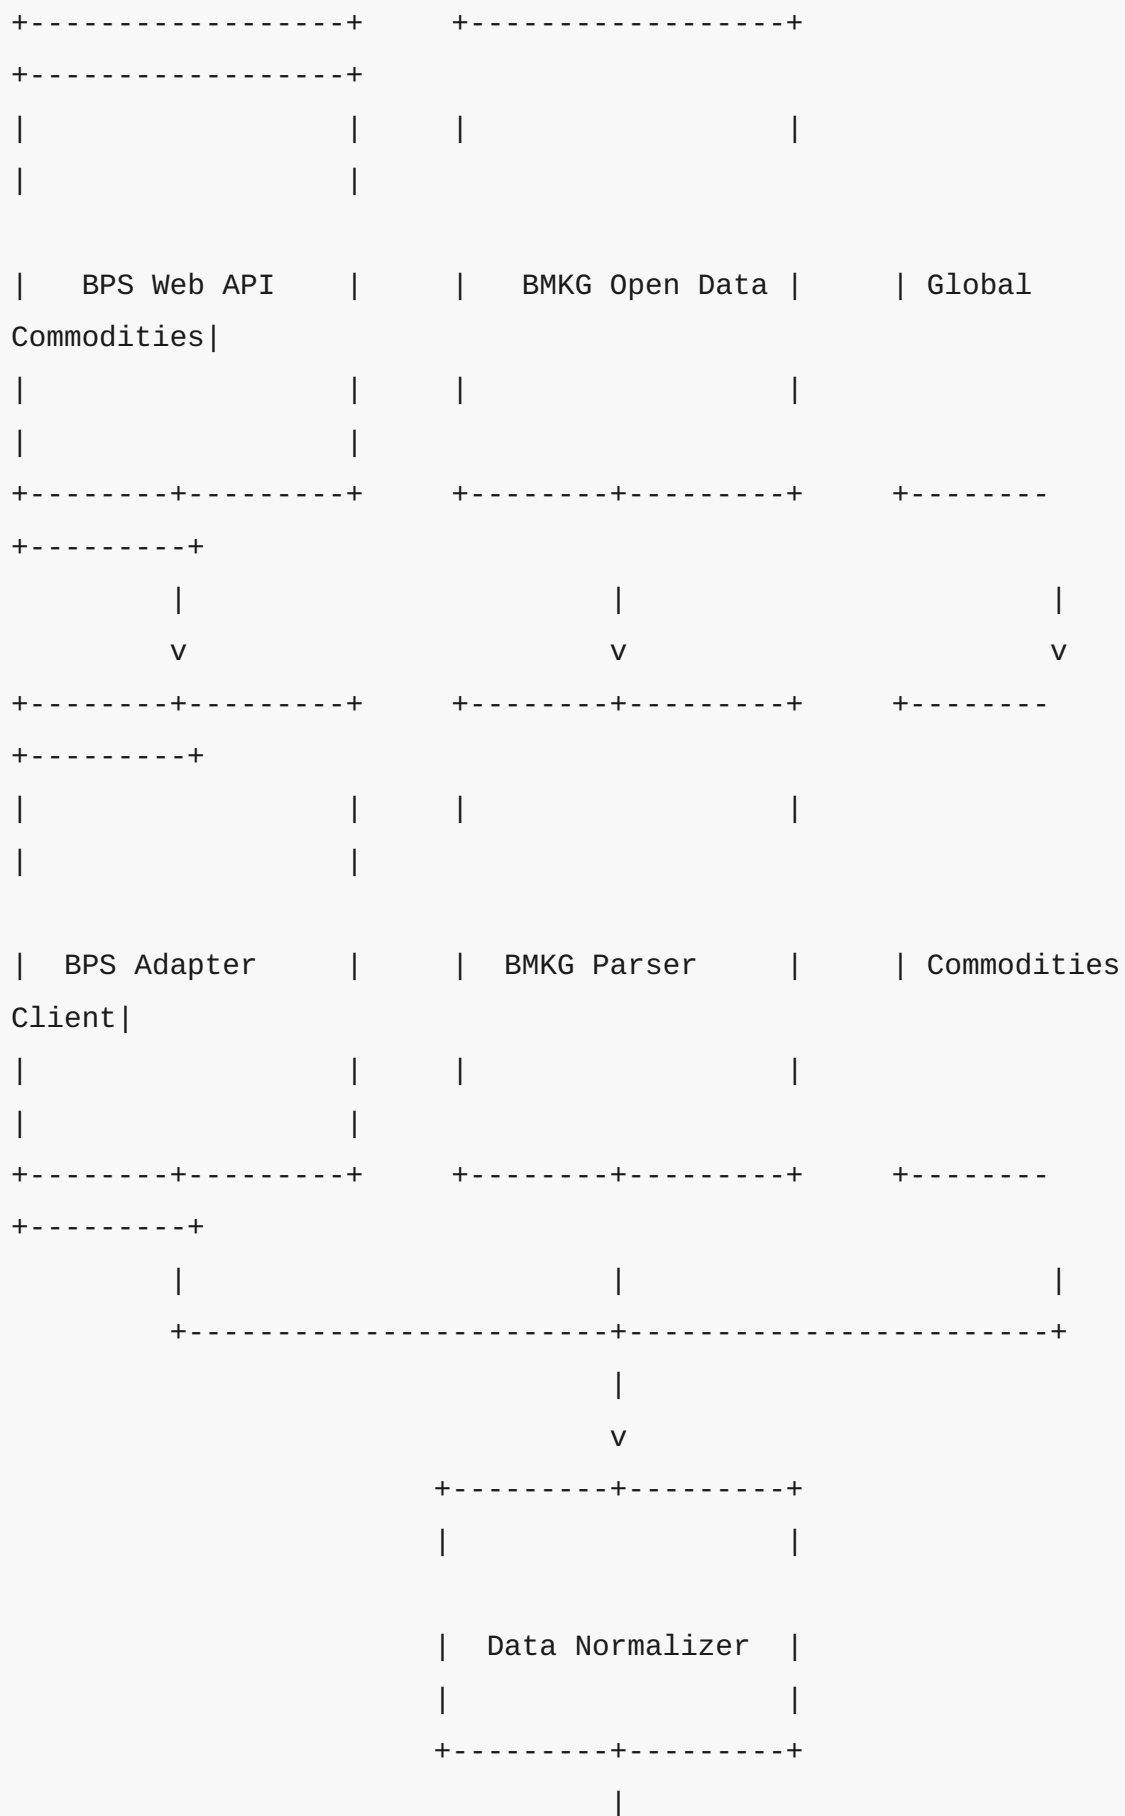 +------------------+     +------------------+
+------------------+
|                  |     |                  |
|                  |
|   BPS Web API    |     |   BMKG Open Data |     | Global
Commodities|
|                  |     |                  |
|                  |
+--------+---------+     +--------+---------+     +--------
+---------+
         |                        |                        |
         v                        v                        v
+--------+---------+     +--------+---------+     +--------
+---------+
|                  |     |                  |
|                  |
|  BPS Adapter     |     |  BMKG Parser     |     | Commodities
Client|
|                  |     |                  |
|                  |
+--------+---------+     +--------+---------+     +--------
+---------+
         |                        |                        |
         +------------------------+------------------------+
                                  |
                                  v
                        +---------+---------+
                        |                   |
                        |  Data Normalizer  |
                        |                   |
                        +---------+---------+
                                  |